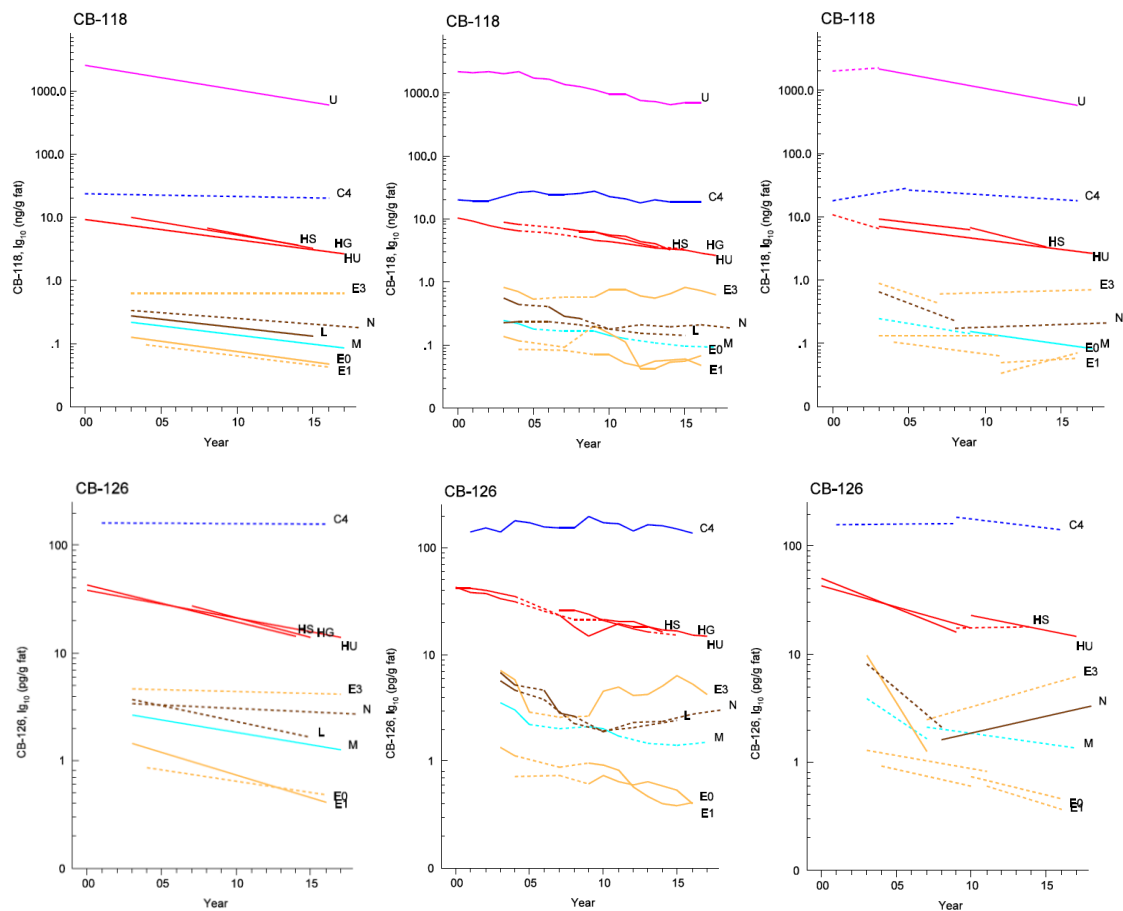 CB-118
CB-118, lg10 (ng/g fat)
1000.0
100.0
10.0
1.0
.1
0
U
C4
HS
HG
HU
E3
N
L
M
E0
E1
00
05
10
15
Year
CB-118
CB-118, lg10 (ng/g fat)
1000.0
100.0
10.0
1.0
.1
0
U
C4
HS
HG
HU
E3
N
L
M
E0
E1
00
05
10
15
Year
CB-118
CB-118, lg10 (ng/g fat)
1000.0
100.0
10.0
1.0
.1
0
U
C4
HS
HU
E3
N
M
E0
E1
00
05
10
15
Year
CB-126
CB-126, lg10 (pg/g fat)
100
10
1
0
C4
HS
HG
HU
E3
N
L
M
E0
E1
00
05
10
15
Year
CB-126
CB-126, lg10 (pg/g fat)
100
10
1
0
C4
HS
HG
HU
E3
N
L
M
E0
E1
00
05
10
15
Year
CB-126
CB-126, lg10 (pg/g fat)
100
10
1
0
C4
HS
HU
E3
N
M
E0
E1
00
05
10
15
Year